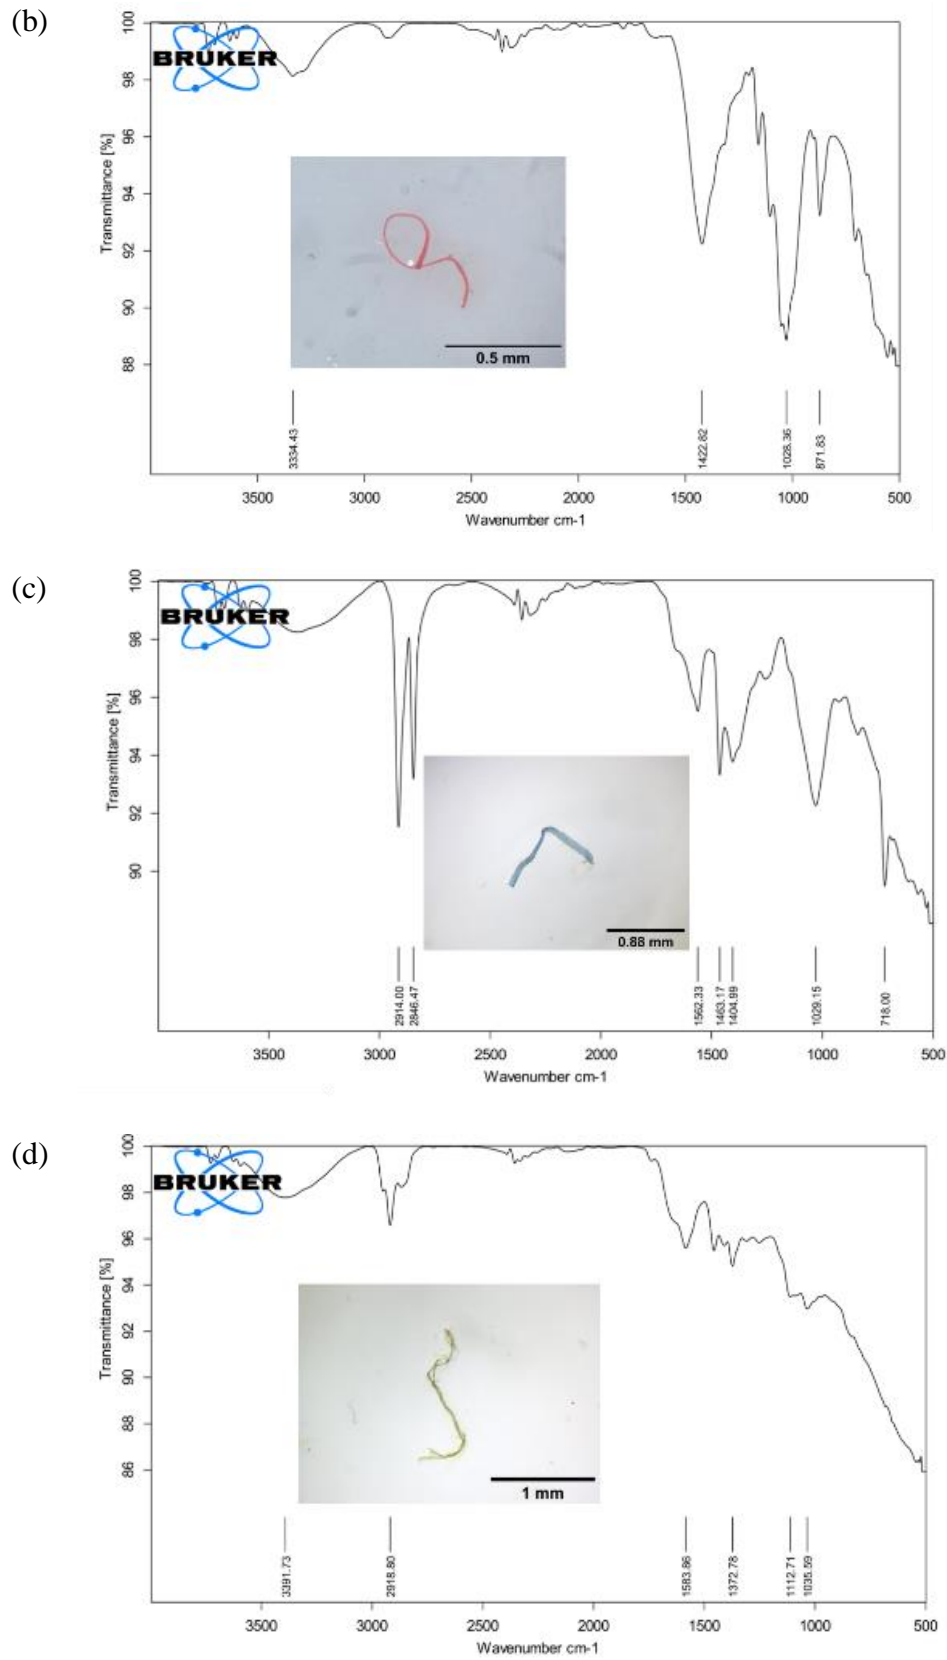 (b)
100
98
96
94
92
90
88
Transmittance [%]
BRUKER
0.5 mm
3334.43
1422.82
1028.36
871.83
3500 3000 2500 2000 1500 1000 500
Wavenumber cm-1
(c)
100
98
96
94
92
90
Transmittance [%]
BRUKER
0.88 mm
2914.00
2846.47
1562.33
1463.17
1404.99
1029.15
718.00
3500 3000 2500 2000 1500 1000 500
Wavenumber cm-1
(d)
100
98
96
94
92
90
88
86
Transmittance [%]
BRUKER
1 mm
3391.73
2918.80
1583.86
1372.78
1112.71
1035.59
3500 3000 2500 2000 1500 1000 500
Wavenumber cm-1